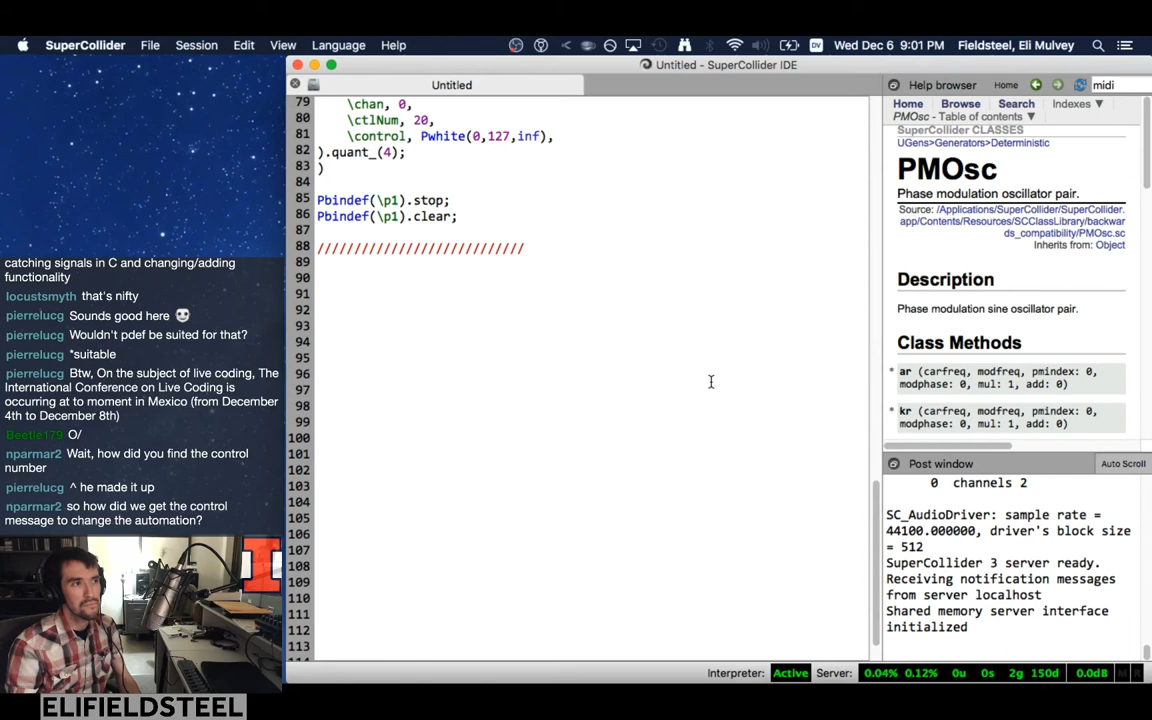 SuperCollider File Session Edit View Language Help DV Wed Dec 6 9:01 PM Fieldsteel, Eli Mulvey
Untitled - SuperCollider IDE
Untitled
79 \chan, 0,
80 \ctlNum, 20,
81 \control, Pwhite(0,127,inf),
82 ).quant_(4);
83 )
84
85 Pbindef(\p1).stop;
86 Pbindef(\p1).clear;
87
88 ////////////////////////////
89
90
91
92
93
94
95
96
97
98
99
100
101
102
103
104
105
106
107
108
109
110
111
112
113
catching signals in C and changing/adding
functionality
locustsmyth that's nifty
pierrelucg Sounds good here
pierrelucg Wouldn't pdef be suited for that?
pierrelucg *suitable
pierrelucg Btw, On the subject of live coding, The
International Conference on Live Coding is
occurring at to moment in Mexico (from December
4th to December 8th)
Beetle179 O/
nparmar2 Wait, how did you find the control
number
pierrelucg ^ he made it up
nparmar2 so how did we get the control
message to change the automation?
I
ELIFIELDSTEEL
Help browser Home midi
Home Browse Search Indexes ▼
PMOsc - Table of contents ▼
SuperCollider CLASSES
UGens>Generators>Deterministic
PMOsc
Phase modulation oscillator pair.
Source: /Applications/SuperCollider/SuperCollider.
app/Contents/Resources/SCClassLibrary/backwar
ds_compatibility/PMOsc.sc
Inherits from: Object
Description
Phase modulation sine oscillator pair.
Class Methods
* ar (carfreq, modfreq, pmindex: 0,
modphase: 0, mul: 1, add: 0)
* kr (carfreq, modfreq, pmindex: 0,
modphase: 0, mul: 1, add: 0)
Post window Auto Scroll
0 channels 2
SC_AudioDriver: sample rate =
44100.000000, driver's block size
= 512
SuperCollider 3 server ready.
Receiving notification messages
from server localhost
Shared memory server interface
initialized
Interpreter: Active Server: 0.04% 0.12% 0u 0s 2g 150d 0.0dB M R